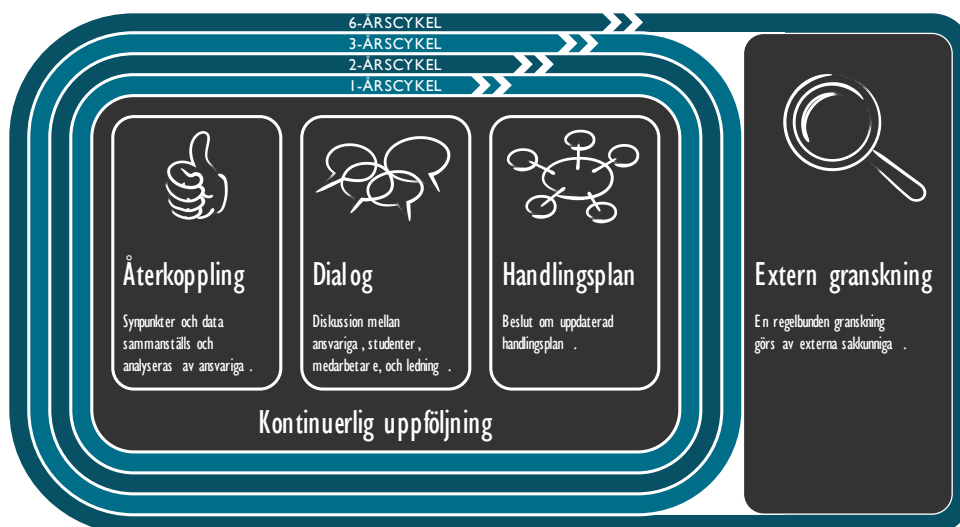 6-ÅRSCYKEL
3-ÅRSCYKEL
2-ÅRSCYKEL
1-ÅRSCYKEL
Återkoppling
Synpunkter och data
sammanställs och
analyseras av ansvariga.
Dialog
Diskussion mellan
ansvariga, studenter,
medarbetare, och ledning.
Handlingsplan
Beslut om uppdaterad
handlingsplan.
Kontinuerlig uppföljning
Extern granskning
En regelbunden granskning
görs av externa sakkunniga.